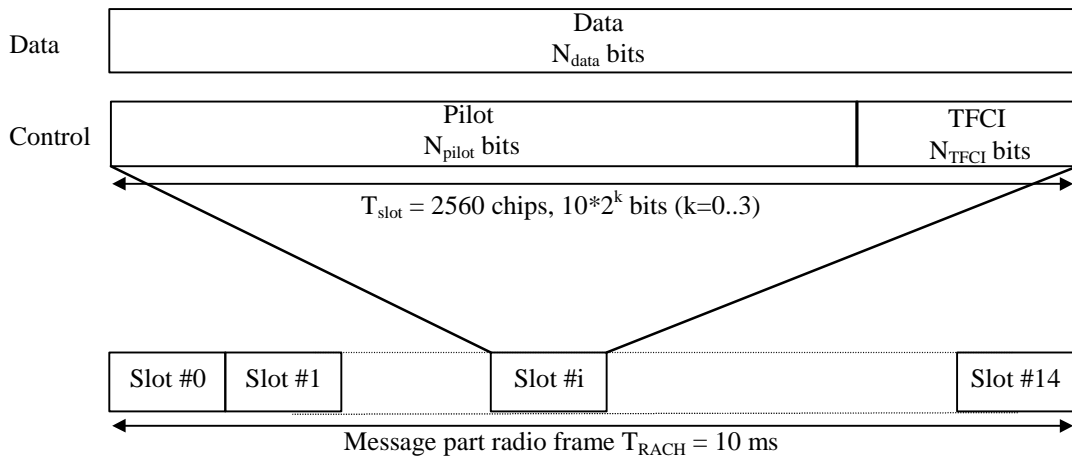 Data
Data
N_data bits
Control
Pilot
N_pilot bits
TFCI
N_TFCI bits
T_slot = 2560 chips, 10*2^k bits (k=0..3)
Slot #0 Slot #1 Slot #i Slot #14
Message part radio frame T_RACH = 10 ms